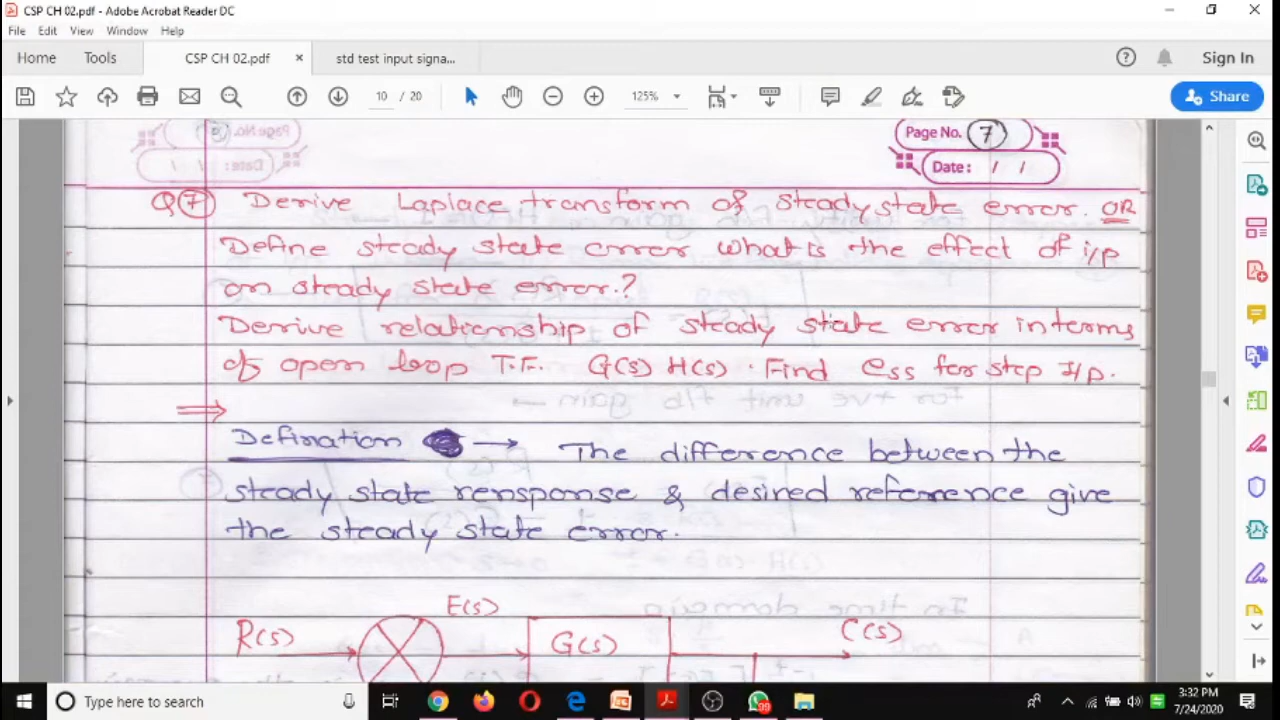 CSP CH 02.pdf - Adobe Acrobat Reader DC
File Edit View Window Help
Home Tools CSP CH 02.pdf × std test input signa... Sign In
10 / 20 125% Share
Page No. 7
Date: / /
Q 7 Derive Laplace transform of steady state error. OR
Define steady state error what is the effect of i/p
on steady state error.?
Derive relationship of steady state error in terms
of open loop T.F. G(s) H(s). Find ess for step I/p.
⇒
Defination → The difference between the
steady state rensponse & desired reference give
the steady state error.
E(s)
R(s) G(s) C(s)
Type here to search
3:32 PM
7/24/2020